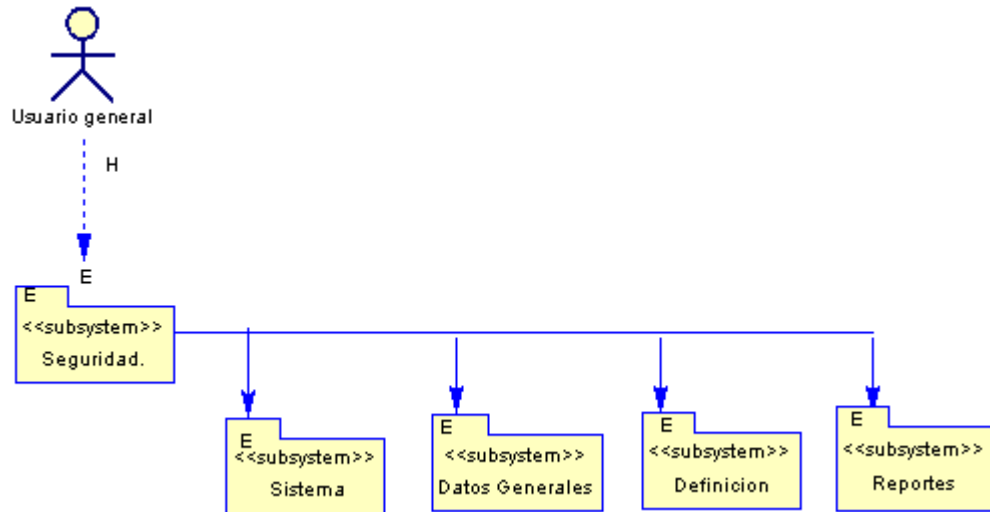 Usuario general
H
E
E
<<subsystem>>
Seguridad.
E
<<subsystem>>
Sistema
E
<<subsystem>>
Datos Generales
E
<<subsystem>>
Definicion
E
<<subsystem>>
Reportes